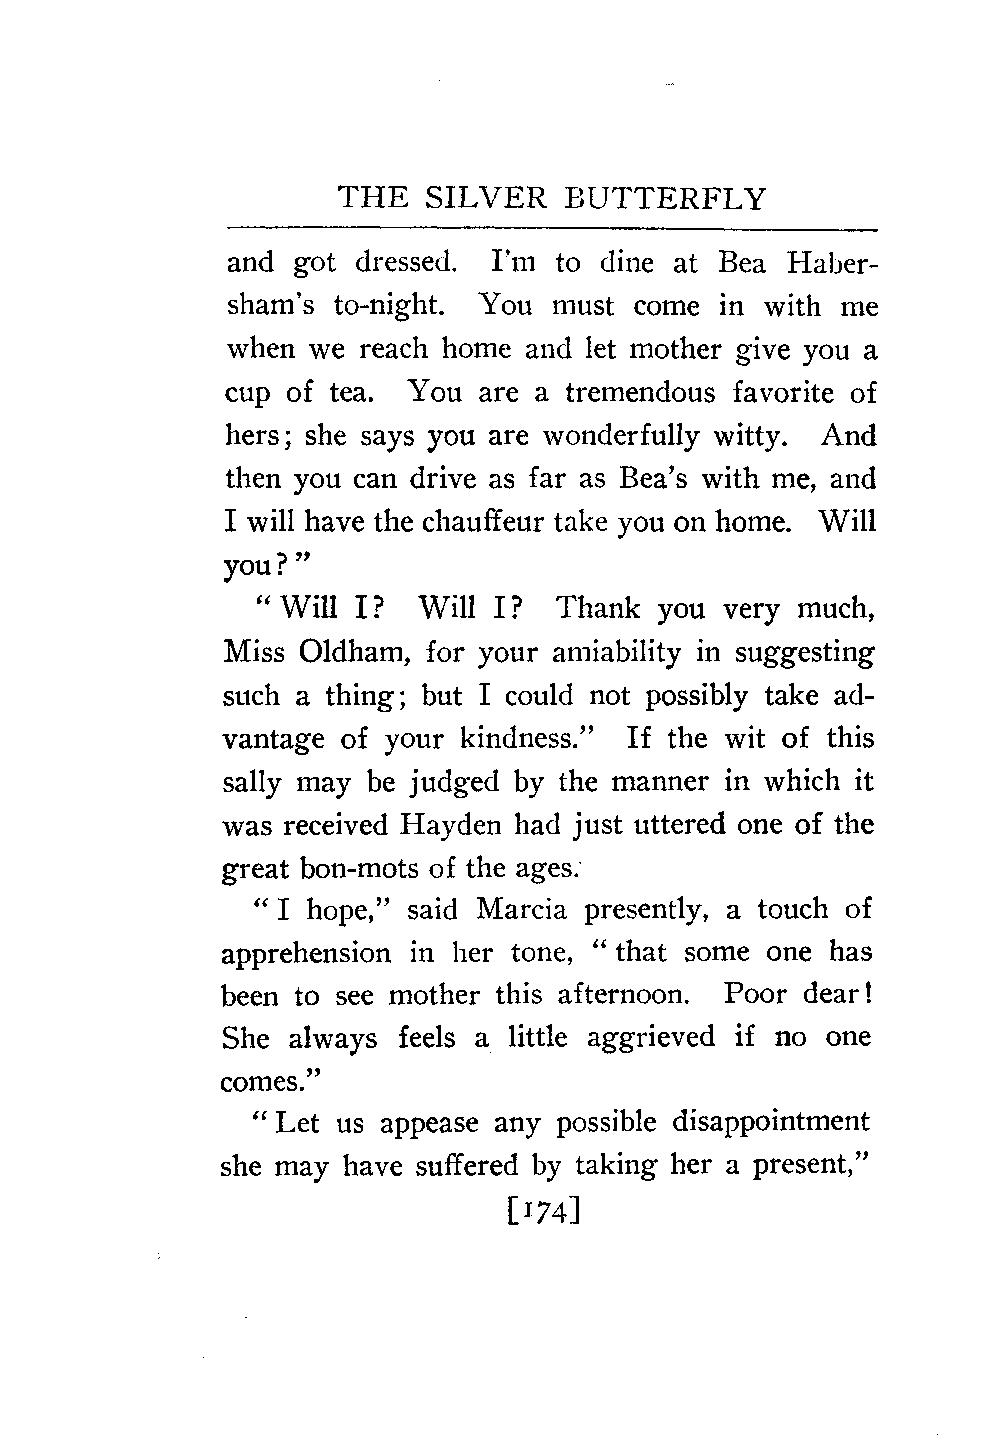 THE SILVER BUTTERFLY
and got dressed. I'm to dine at Bea Haber-
sham's to-night. You must come in with me
when we reach home and let mother give you a
cup of tea. You are a tremendous favorite of
hers; she says you are wonderfully witty. And
then you can drive as far as Bea's with me, and
I will have the chauffeur take you on home. Will
you?"
"Will I? Will I? Thank you very much,
Miss Oldham, for your amiability in suggesting
such a thing; but I could not possibly take ad-
vantage of your kindness." If the wit of this
sally may be judged by the manner in which it
was received Hayden had just uttered one of the
great bon-mots of the ages.
"I hope," said Marcia presently, a touch of
apprehension in her tone, "that some one has
been to see mother this afternoon. Poor dear!
She always feels a little aggrieved if no one
comes."
"Let us appease any possible disappointment
she may have suffered by taking her a present,"
[174]